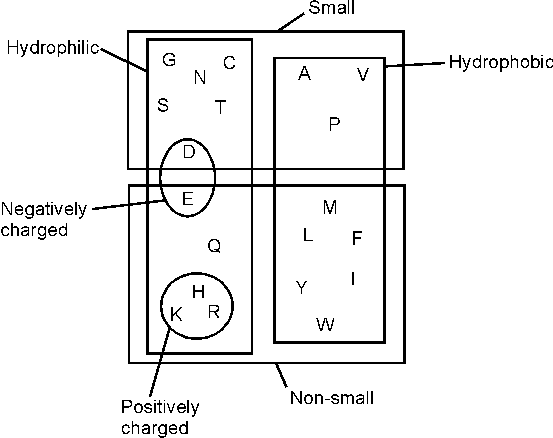 Small
Hydrophilic
Hydrophobic
G
C
N
A
V
S
T
P
D
E
Negatively
charged
M
Q
L
F
Y
I
H
K
R
W
Positively
charged
Non-small